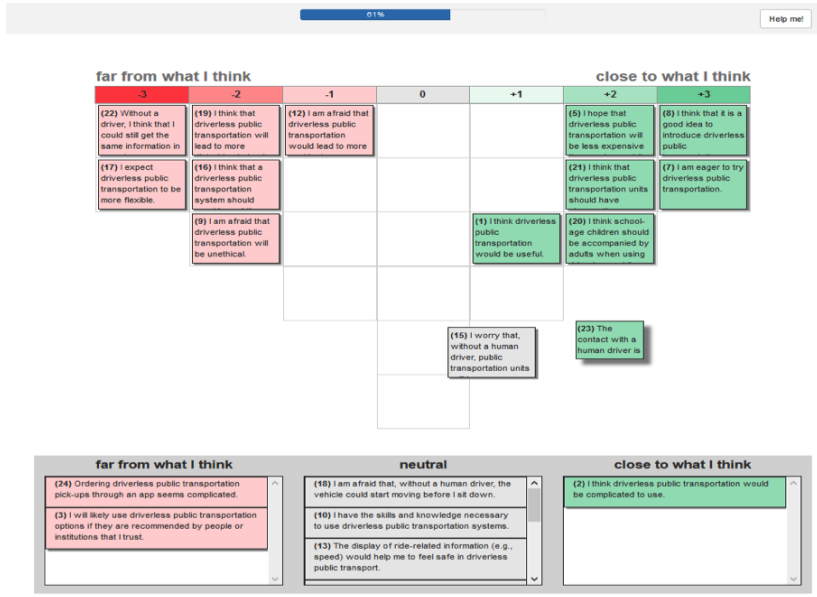 61%
Help me!
far from what I think
close to what I think
-3
-2
-1
0
+1
+2
+3
(22) Without a
driver, I think that I
could still get the
same information in
(19) I think that
driverless public
transportation will
lead to more
(12) I am afraid that
driverless public
transportation
would lead to more
(5) I hope that
driverless public
transportation will
be less expensive
(8) I think that it is a
good idea to
introduce driverless
public
(17) I expect
driverless public
transportation to be
more flexible.
(16) I think that a
driverless public
transportation
system should
(21) I think that
driverless public
transportation units
should have
(7) I am eager to try
driverless public
transportation.
(9) I am afraid that
driverless public
transportation will
be unethical.
(1) I think driverless
public
transportation
would be useful.
(20) I think school-
age children should
be accompanied by
adults when using
(15) I worry that,
without a human
driver, public
transportation units
(23) The
contact with a
human driver is
far from what I think
neutral
close to what I think
(24) Ordering driverless public transportation
pick-ups through an app seems complicated.
(3) I will likely use driverless public transportation
options if they are recommended by people or
institutions that I trust.
(18) I am afraid that, without a human driver, the
vehicle could start moving before I sit down.
(10) I have the skills and knowledge necessary
to use driverless public transportation systems.
(13) The display of ride-related information (e.g.,
speed) would help me to feel safe in driverless
public transport.
(2) I think driverless public transportation would
be complicated to use.